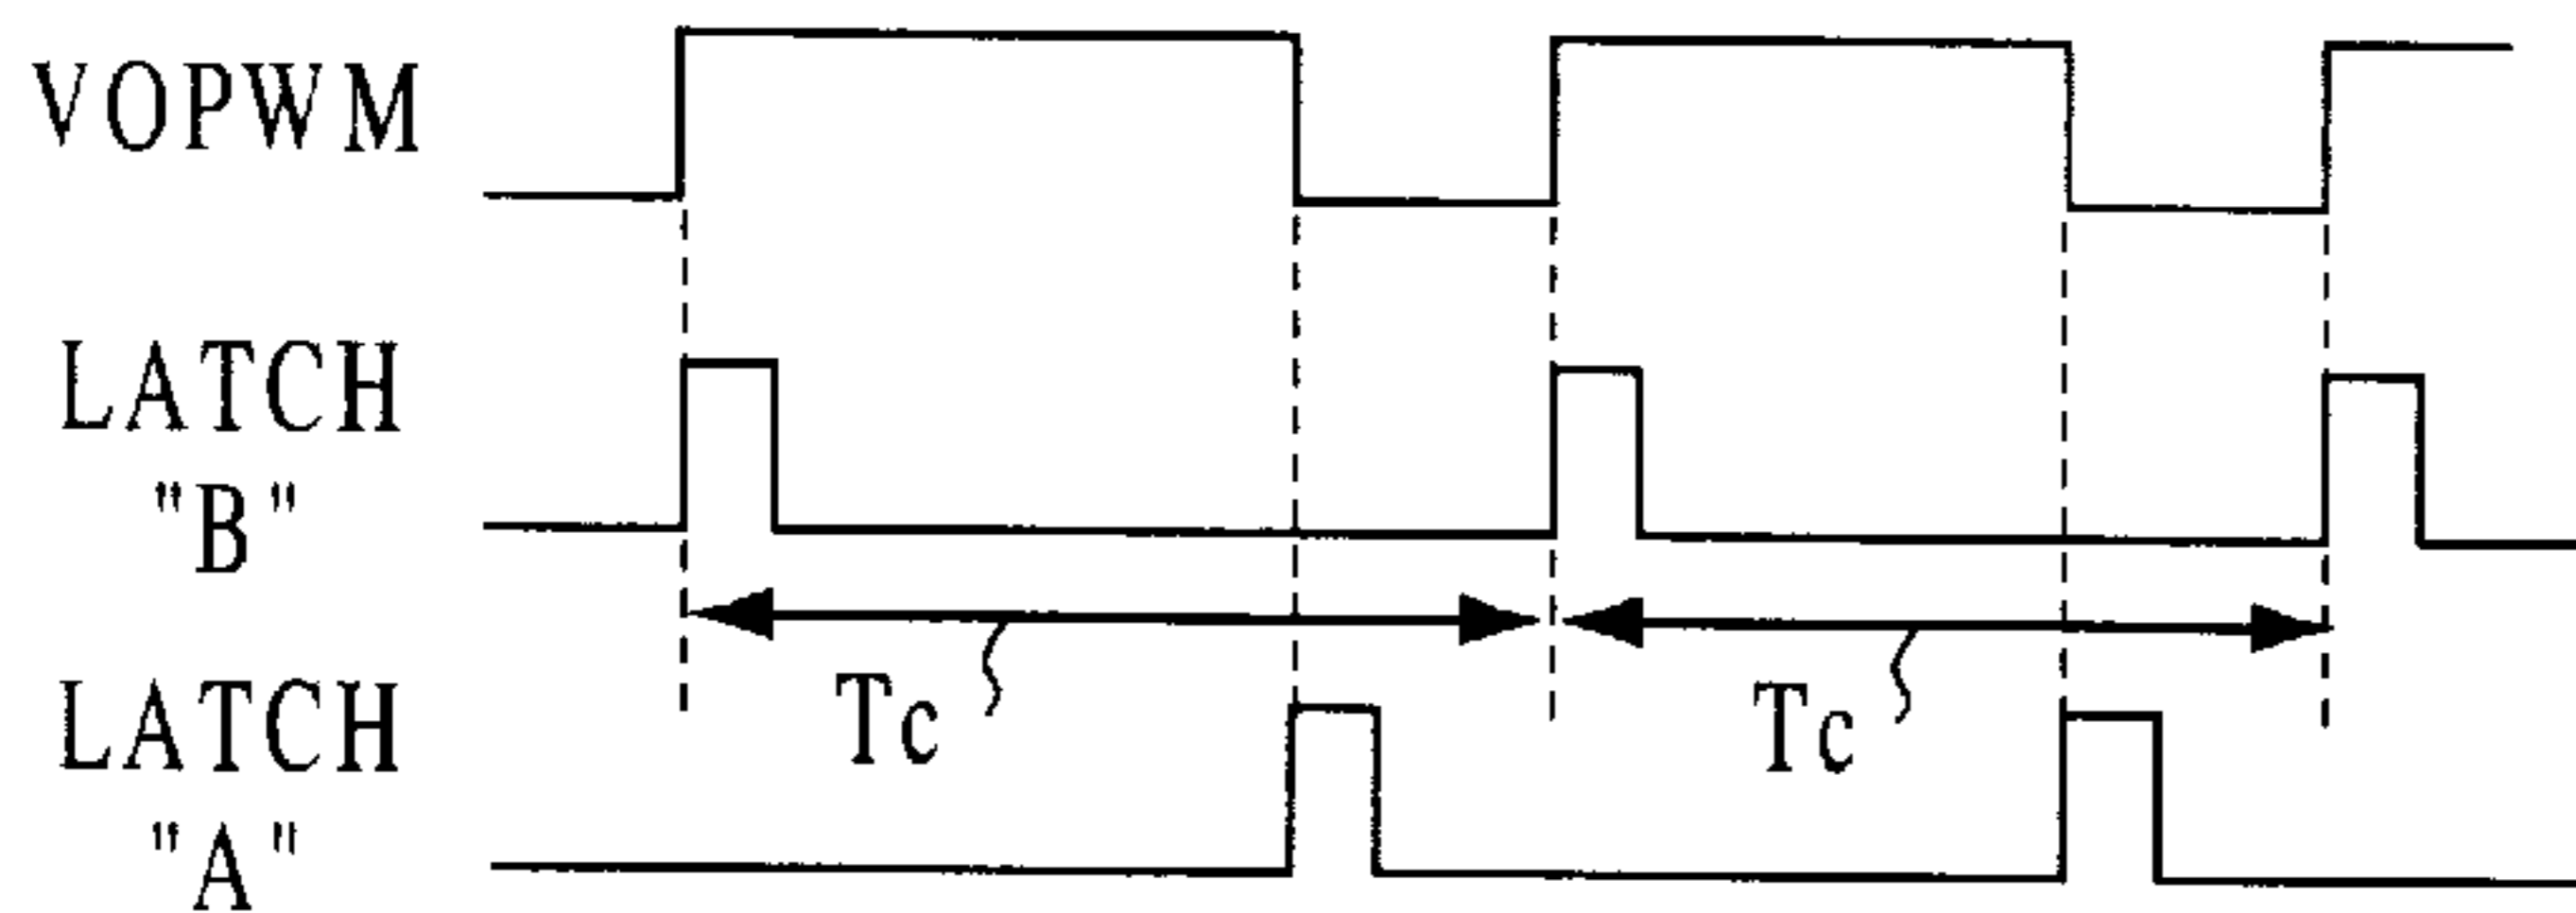 VOPWM
LATCH
"B"
Tc
Tc
LATCH
"A"